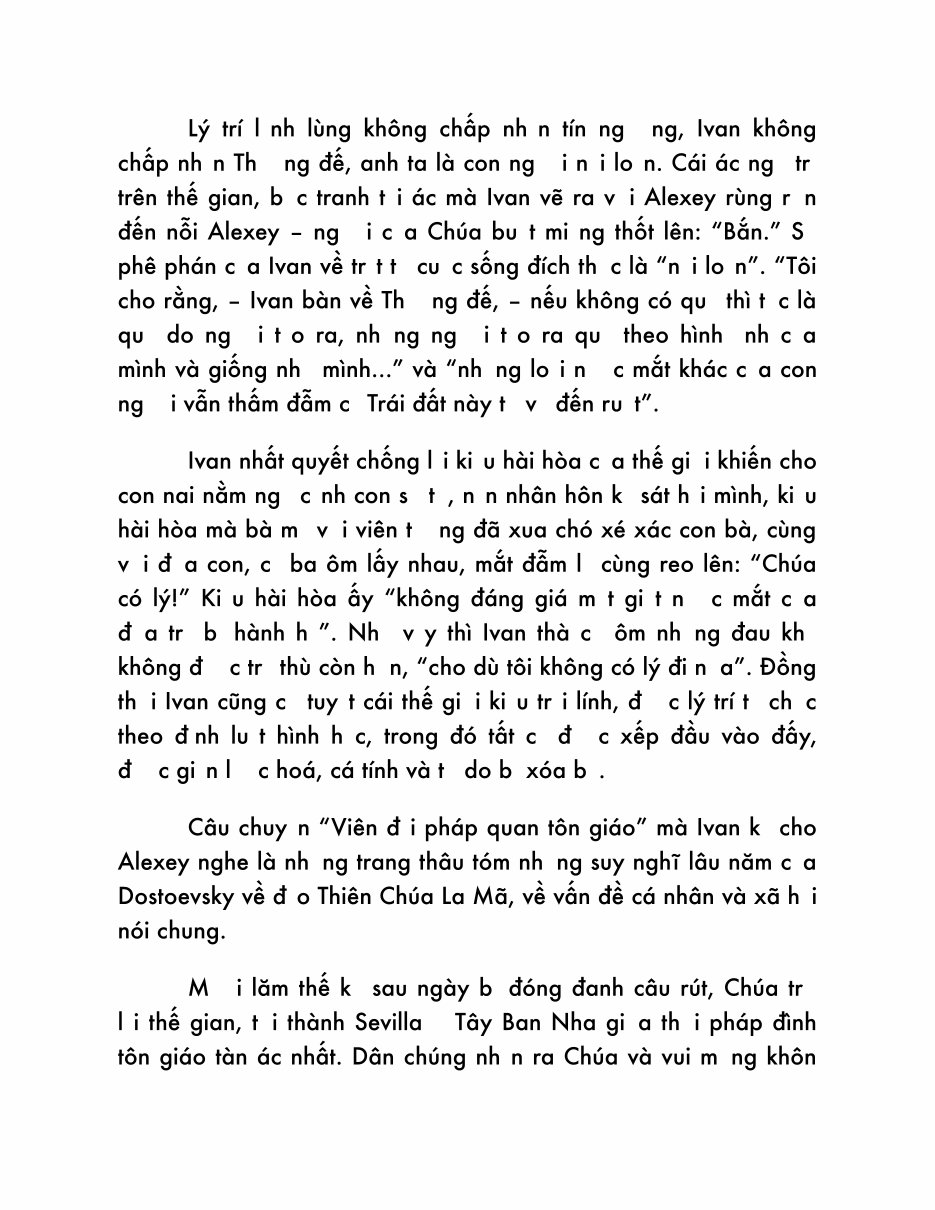 Lý trí l nh lùng không chấp nh n tín ng ng, Ivan không
chấp nh n Th ng đế, anh ta là con ng i n i lo n. Cái ác ng tr
trên thế gian, b c tranh t i ác mà Ivan vẽ ra v i Alexey rùng r n
đến nỗi Alexey – ng i c a Chúa bu t mi ng thốt lên: “Bắn.” S
phê phán c a Ivan về tr t t cu c sống đích th c là “n i lo n”. “Tôi
cho rằng, – Ivan bàn về Th ng đế, – nếu không có qu thì t c là
qu do ng i t o ra, nh ng ng i t o ra qu theo hình nh c a
mình và giống nh mình...” và “nh ng lo i n c mắt khác c a con
ng i vẫn thấm đẫm c Trái đất này t v đến ru t”.
Ivan nhất quyết chống l i ki u hài hòa c a thế gi i khiến cho
con nai nằm ng c nh con s t , n n nhân hôn k sát h i mình, ki u
hài hòa mà bà m v i viên t ng đã xua chó xé xác con bà, cùng
v i đ a con, c ba ôm lấy nhau, mắt đẫm l cùng reo lên: “Chúa
có lý!” Ki u hài hòa ấy “không đáng giá m t gi t n c mắt c a
đ a tr b hành h ”. Nh v y thì Ivan thà c ôm nh ng đau kh
không đ c tr thù còn h n, “cho dù tôi không có lý đi n a”. Đồng
th i Ivan cũng c tuy t cái thế gi i ki u tr i lính, đ c lý trí t ch c
theo đ nh lu t hình h c, trong đó tất c đ c xếp đầu vào đấy,
đ c gi n l c hoá, cá tính và t do b xóa b .
Câu chuy n “Viên đ i pháp quan tôn giáo” mà Ivan k cho
Alexey nghe là nh ng trang thâu tóm nh ng suy nghĩ lâu năm c a
Dostoevsky về đ o Thiên Chúa La Mã, về vấn đề cá nhân và xã h i
nói chung.
M i lăm thế k sau ngày b đóng đanh câu rút, Chúa tr
l i thế gian, t i thành Sevilla Tây Ban Nha gi a th i pháp đình
tôn giáo tàn ác nhất. Dân chúng nh n ra Chúa và vui m ng khôn